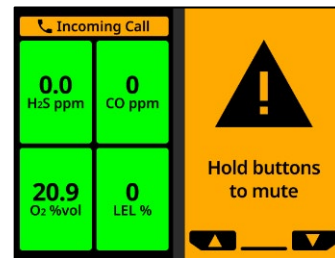 Incoming Call
0.0
H2S ppm
0
CO ppm
20.9
O2 %vol
0
LEL %
!
Hold buttons
to mute